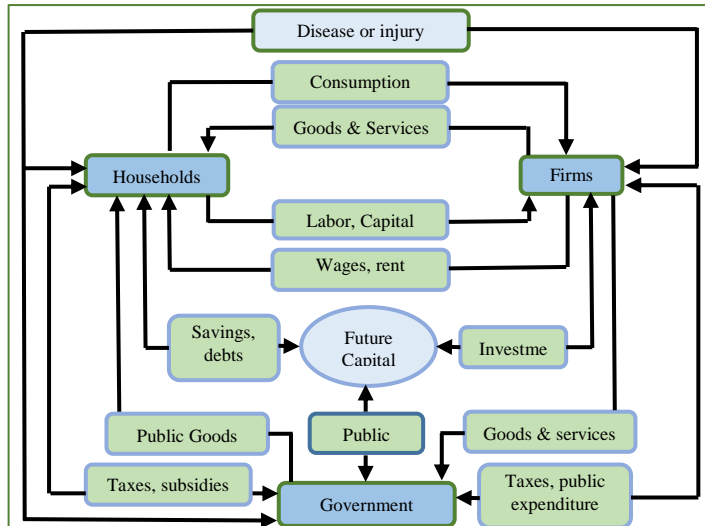 Disease or injury
Consumption
Goods & Services
Households
Firms
Labor, Capital
Wages, rent
Savings,
debts
Future
Capital
Investme
Public Goods
Public
Goods & services
Taxes, subsidies
Government
Taxes, public
expenditure